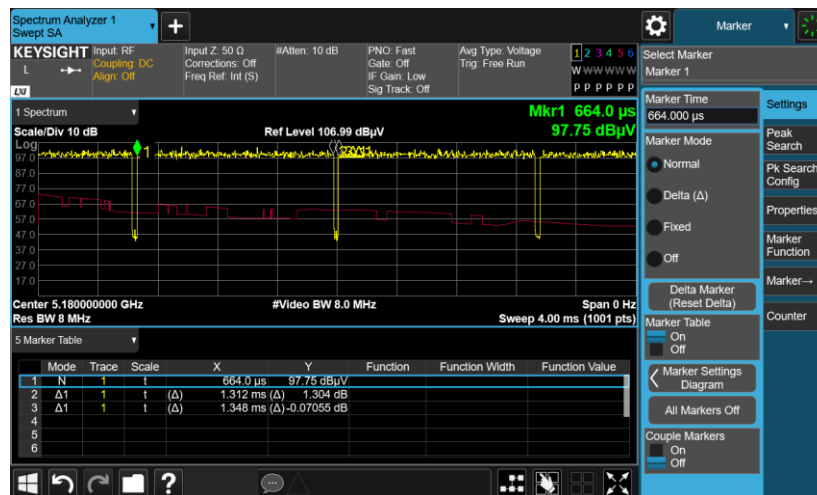 Spectrum Analyzer 1
Swept SA
KEYSIGHT
L
LXI
Input: RF
Coupling: DC
Align: Off
Input Z: 50 Ω
Corrections: Off
Freq Ref: Int (S)
#Atten: 10 dB
PNO: Fast
Gate: Off
IF Gain: Low
Sig Track: Off
Avg Type: Voltage
Trig: Free Run
1 2 3 4 5 6
W W W W W W
P P P P P P
1 Spectrum
Scale/Div 10 dB
Ref Level 106.99 dBµV
Mkr1 664.0 µs
97.75 dBµV
Log
97.0
87.0
77.0
67.0
57.0
47.0
37.0
27.0
17.0
1
Center 5.180000000 GHz
Res BW 8 MHz
#Video BW 8.0 MHz
Span 0 Hz
Sweep 4.00 ms (1001 pts)
5 Marker Table
Mode Trace Scale X Y Function Function Width Function Value
1 N 1 t 664.0 µs 97.75 dBµV
2 Δ1 1 t (Δ) 1.312 ms (Δ) 1.304 dB
3 Δ1 1 t (Δ) 1.348 ms (Δ) -0.07055 dB
4
5
6
?
Marker
Select Marker
Marker 1
Marker Time
664.000 µs
Marker Mode
Normal
Delta (Δ)
Fixed
Off
Delta Marker
(Reset Delta)
Marker Table
On
Off
Marker Settings
Diagram
All Markers Off
Couple Markers
On
Off
Settings
Peak
Search
Pk Search
Config
Properties
Marker
Function
Marker→
Counter